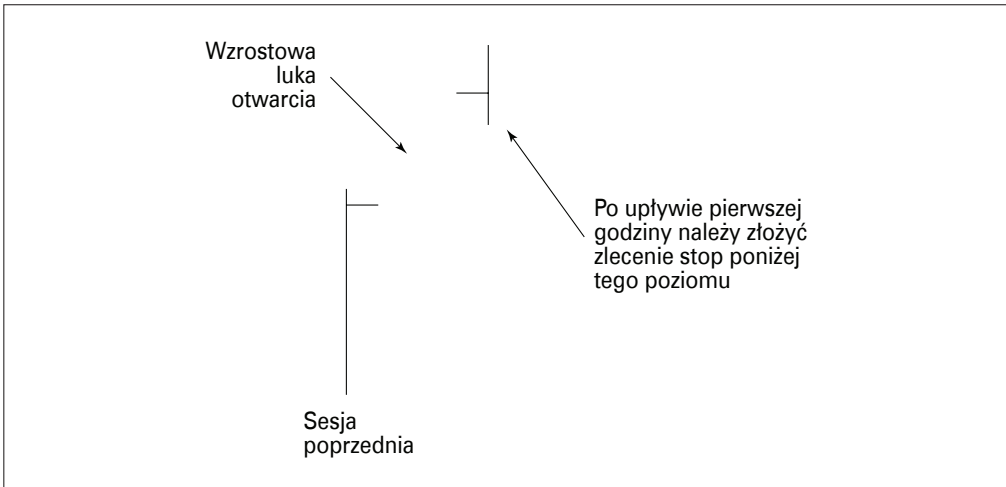 Wzrostowa
luka
otwarcia
Po upływie pierwszej
godziny należy złożyć
zlecenie stop poniżej
tego poziomu
Sesja
poprzednia